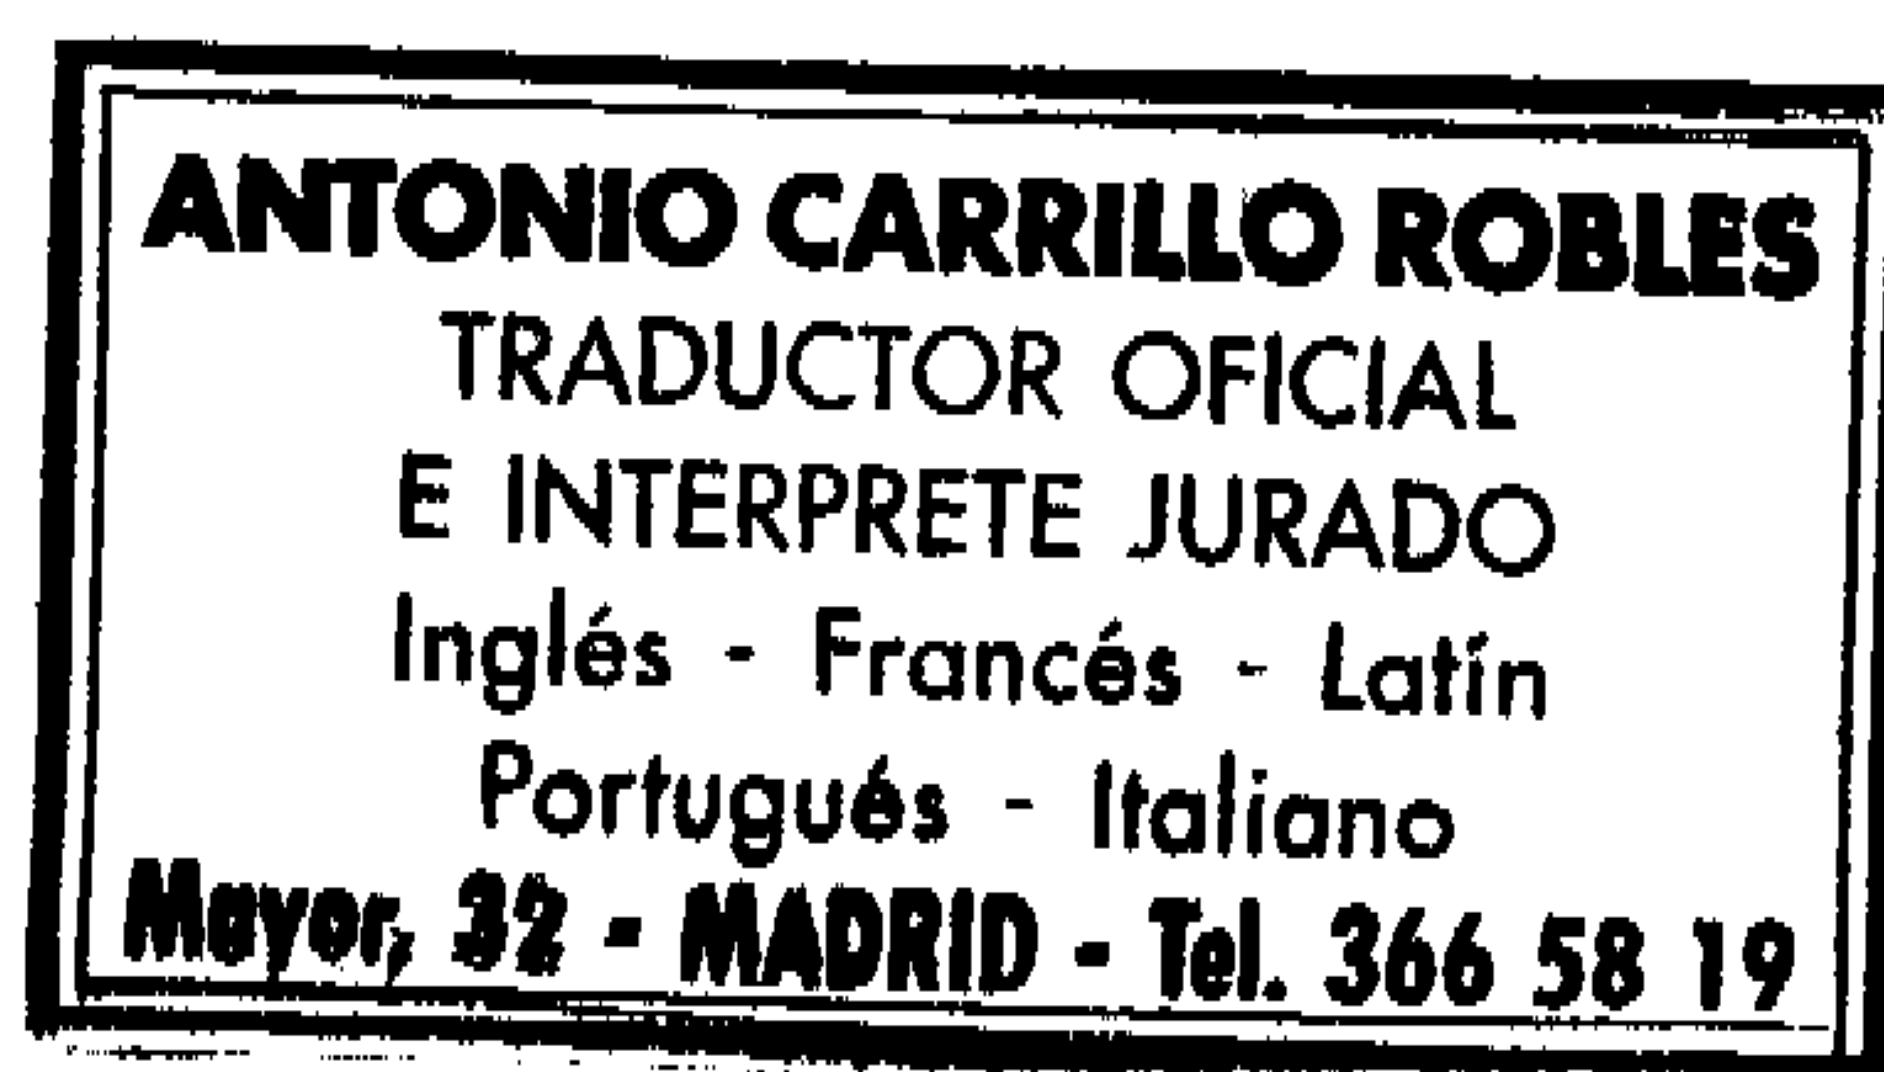 ANTONIO CARRILLO ROBLES
TRADUCTOR OFICIAL
E INTERPRETE JURADO
Inglés - Francés - Latín
Portugués - Italiano
Mayor, 32 - MADRID - Tel. 366 58 19